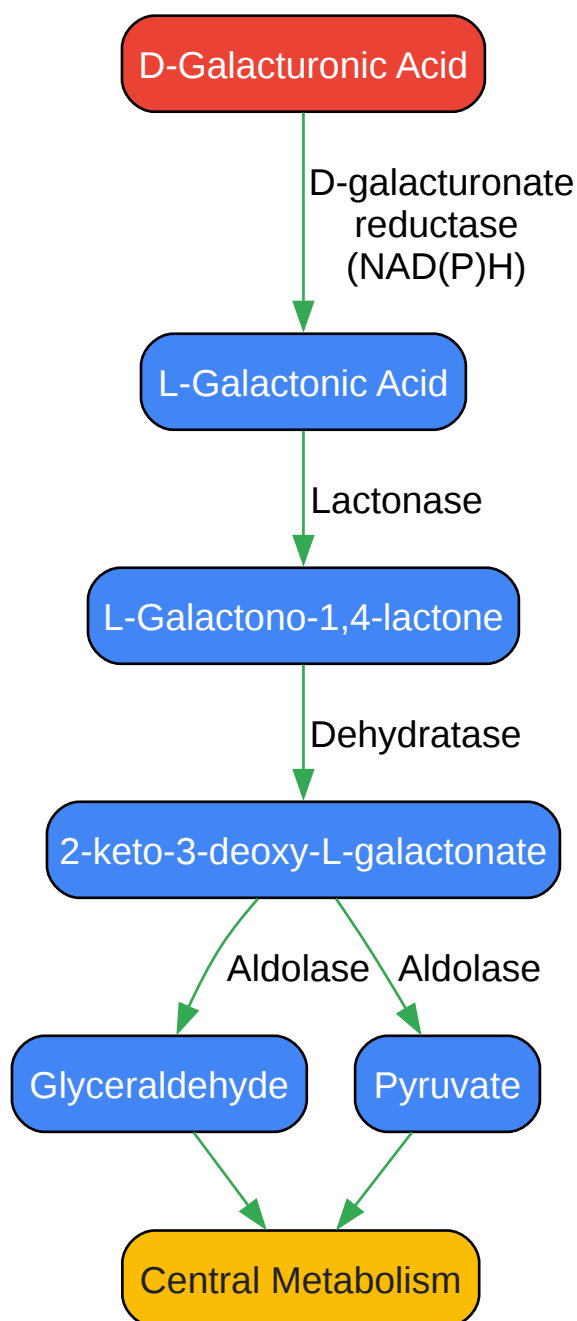 D-Galacturonic Acid
D-galacturonate
reductase
(NAD(P)H)
L-Galactonic Acid
Lactonase
L-Galactono-1,4-lactone
Dehydratase
2-keto-3-deoxy-L-galactonate
Aldolase Aldolase
Glyceraldehyde Pyruvate
Central Metabolism